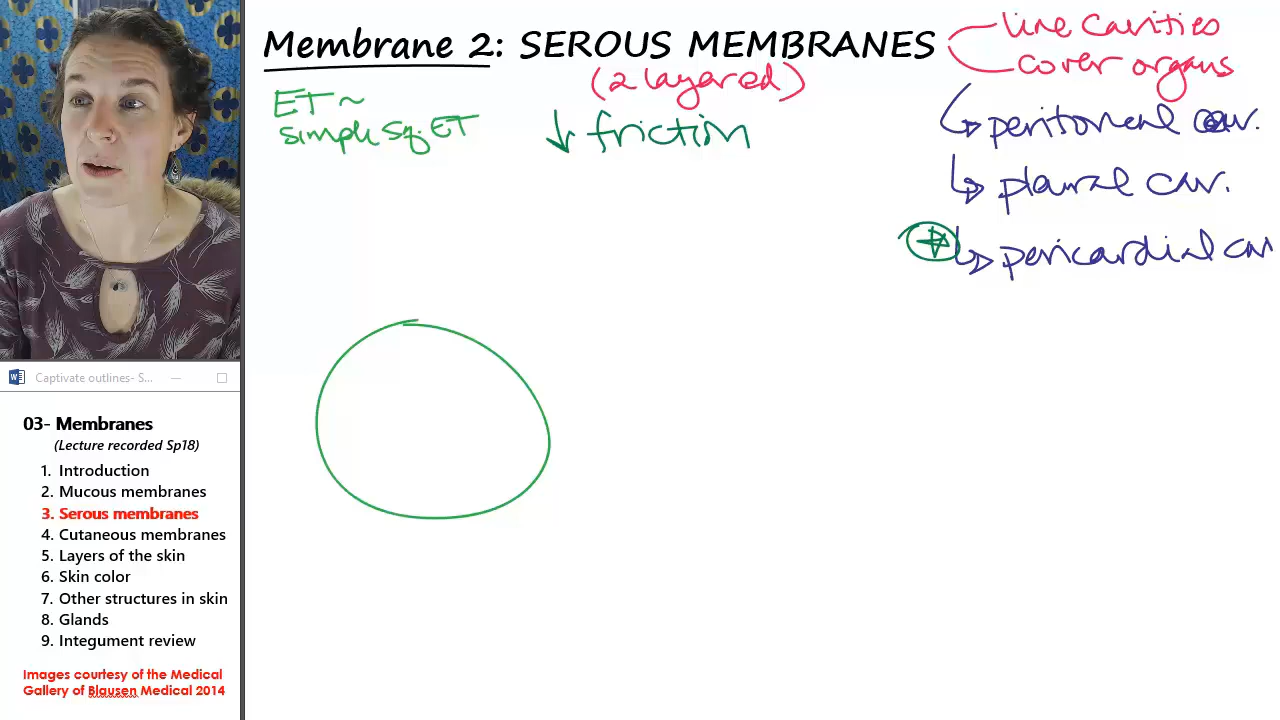 Membrane 2: SEROUS MEMBRANES
line cavities
cover organs
(2 layered)
ET ~
simple Sq. ET
↓ friction
↳ peritoneal cav.
↳ plaural cav.
↳ pericardial cav
Captivate outlines- S...
03- Membranes
(Lecture recorded Sp18)
1. Introduction
2. Mucous membranes
3. Serous membranes
4. Cutaneous membranes
5. Layers of the skin
6. Skin color
7. Other structures in skin
8. Glands
9. Integument review
Images courtesy of the Medical
Gallery of Blausen Medical 2014